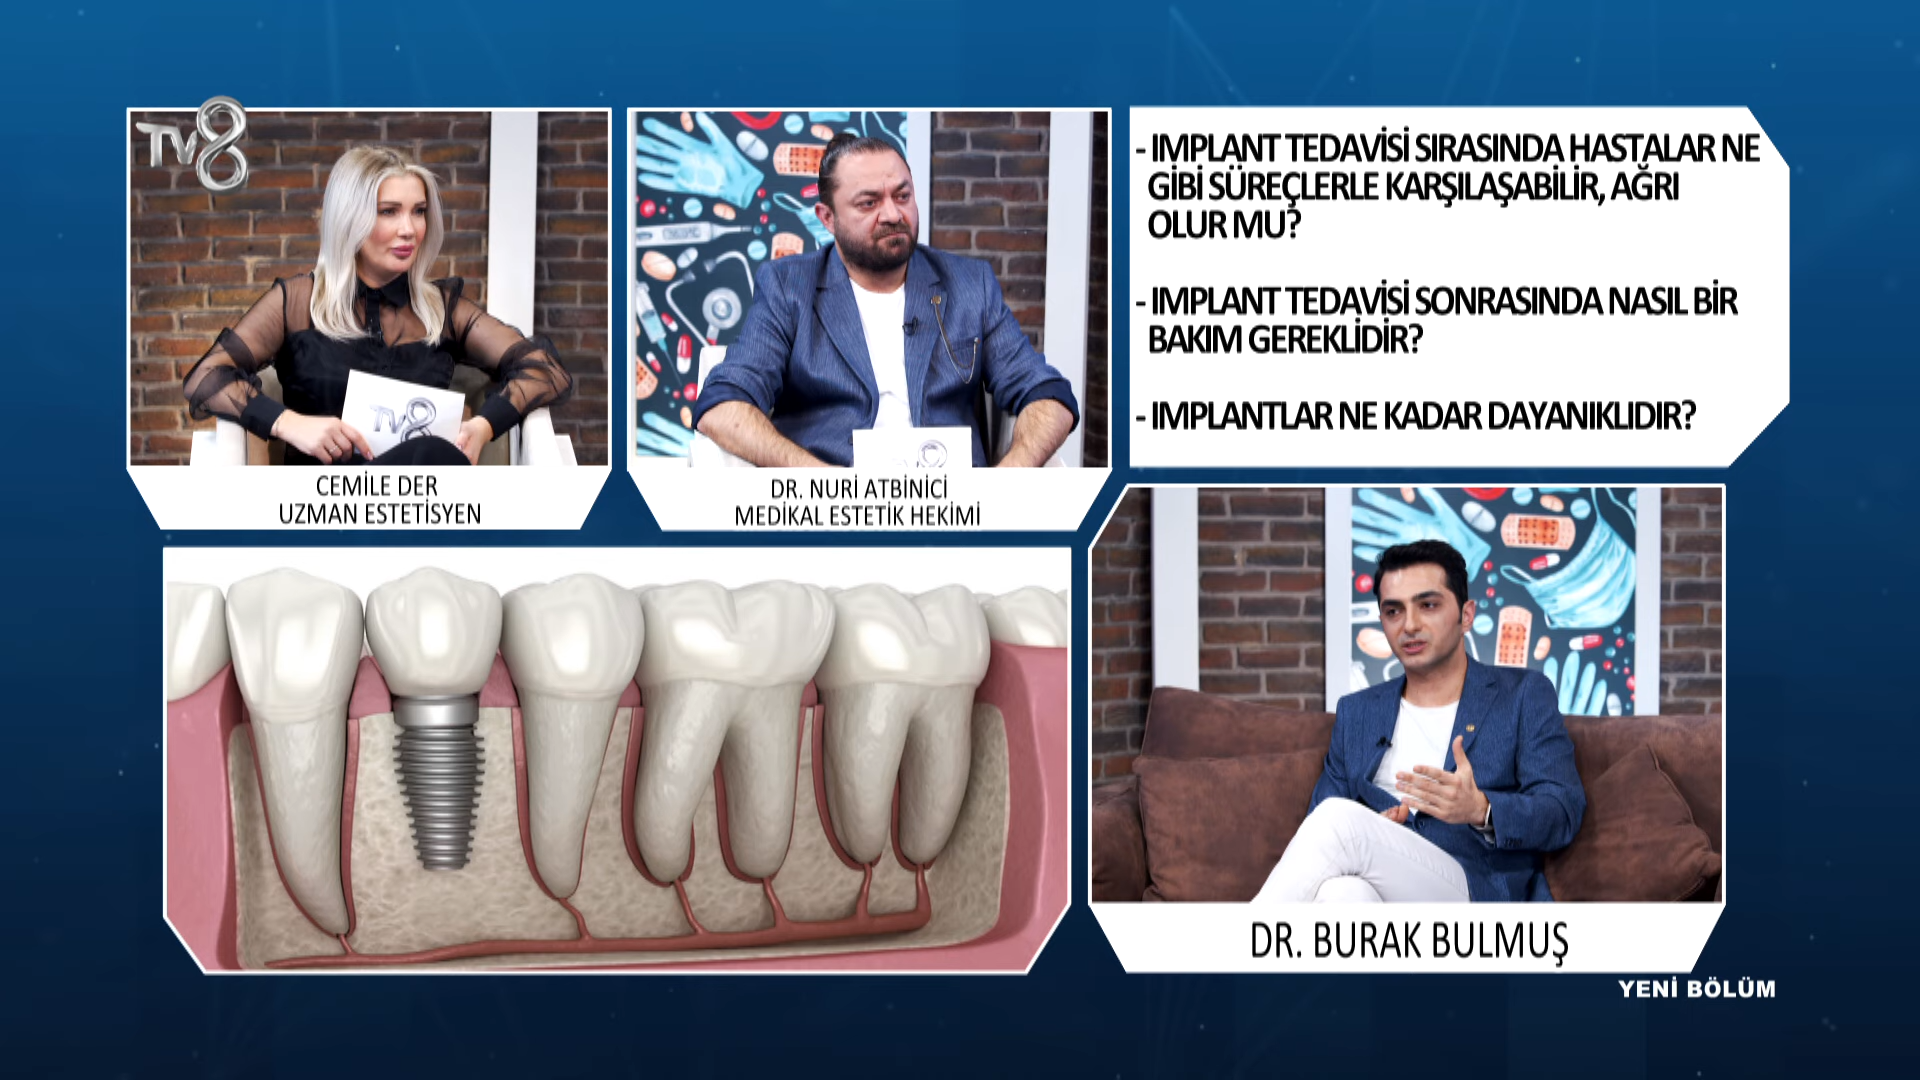 TV8
- IMPLANT TEDAVİSİ SIRASINDA HASTALAR NE
GİBİ SÜREÇLERLE KARŞILAŞABİLİR, AĞRI
OLUR MU?
- IMPLANT TEDAVİSİ SONRASINDA NASIL BİR
BAKIM GEREKLİDİR?
- IMPLANTLAR NE KADAR DAYANIKLIDIR?
TV8
CEMİLE DER
UZMAN ESTETİSYEN
DR. NURİ ATBİNİCİ
MEDİKAL ESTETİK HEKİMİ
DR. BURAK BULMUŞ
YENİ BÖLÜM